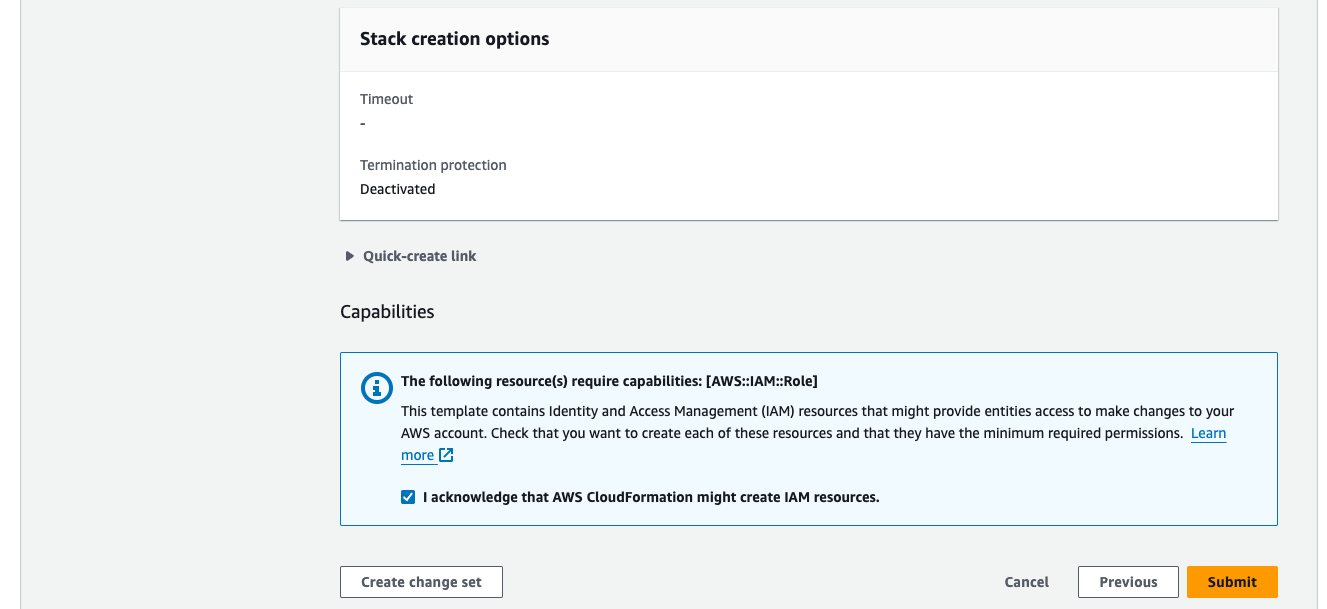 Stack creation options
Timeout
-
Termination protection
Deactivated
Quick-create link
Capabilities
The following resource(s) require capabilities: [AWS::IAM::Role]
This template contains Identity and Access Management (IAM) resources that might provide entities access to make changes to your
AWS account. Check that you want to create each of these resources and that they have the minimum required permissions. Learn
more
I acknowledge that AWS CloudFormation might create IAM resources.
Create change set Cancel Previous Submit